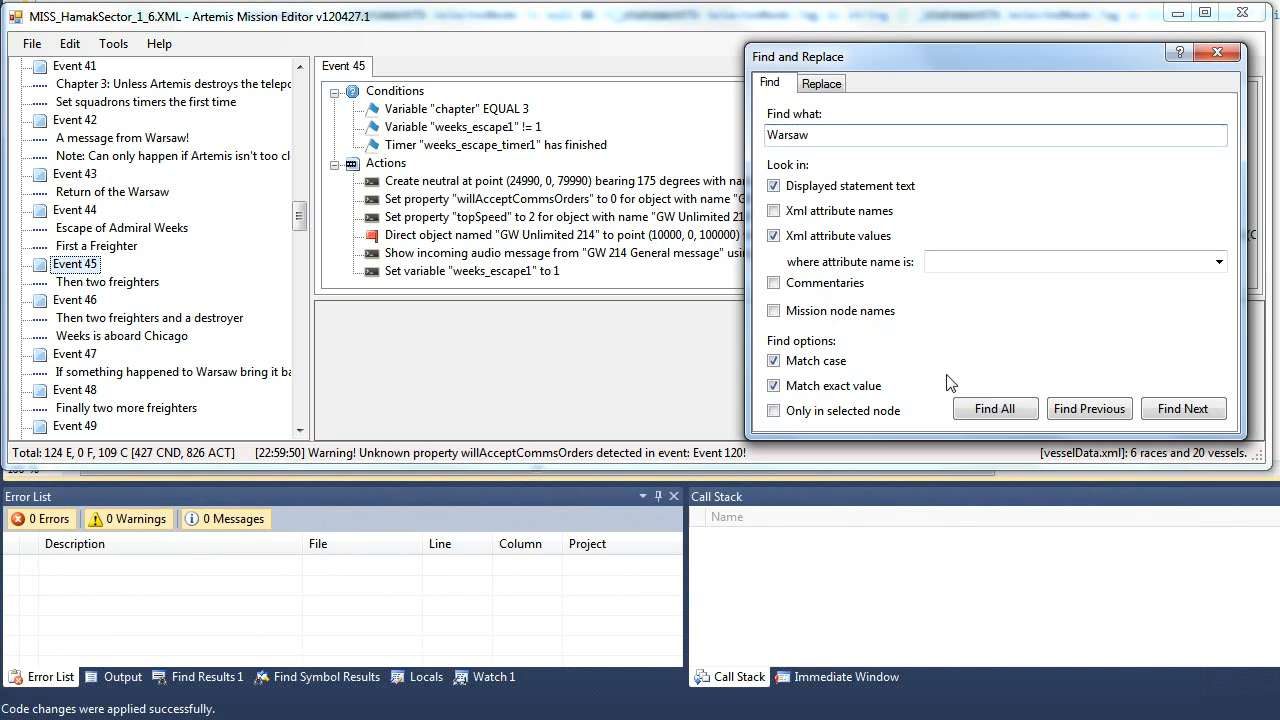 MISS_HamakSector_1_6.XML - Artemis Mission Editor v120427.1
File Edit Tools Help
Event 41
Chapter 3: Unless Artemis destroys the telepo
Set squadrons timers the first time
Event 42
A message from Warsaw!
Note: Can only happen if Artemis isn't too cl
Event 43
Return of the Warsaw
Event 44
Escape of Admiral Weeks
First a Freighter
Event 45
Then two freighters
Event 46
Then two freighters and a destroyer
Weeks is aboard Chicago
Event 47
If something happened to Warsaw bring it ba
Event 48
Finally two more freighters
Event 49
Event 45
Conditions
Variable "chapter" EQUAL 3
Variable "weeks_escape1" != 1
Timer "weeks_escape_timer1" has finished
Actions
Create neutral at point (24990, 0, 79990) bearing 175 degrees with nam
Set property "willAcceptCommsOrders" to 0 for object with name "G
Set property "topSpeed" to 2 for object with name "GW Unlimited 21
Direct object named "GW Unlimited 214" to point (10000, 0, 100000) w
Show incoming audio message from "GW 214 General message" usin
Set variable "weeks_escape1" to 1
Find and Replace
Find Replace
Find what:
Warsaw
Look in:
Displayed statement text
Xml attribute names
Xml attribute values
where attribute name is:
Commentaries
Mission node names
Find options:
Match case
Match exact value
Only in selected node
Find All Find Previous Find Next
Total: 124 E, 0 F, 109 C [427 CND, 826 ACT] [22:59:50] Warning! Unknown property willAcceptCommsOrders detected in event: Event 120! [vesselData.xml]: 6 races and 20 vessels.
Error List
0 Errors 0 Warnings 0 Messages
Description File Line Column Project
Call Stack
Name
Error List Output Find Results 1 Find Symbol Results Locals Watch 1
Call Stack Immediate Window
Code changes were applied successfully.